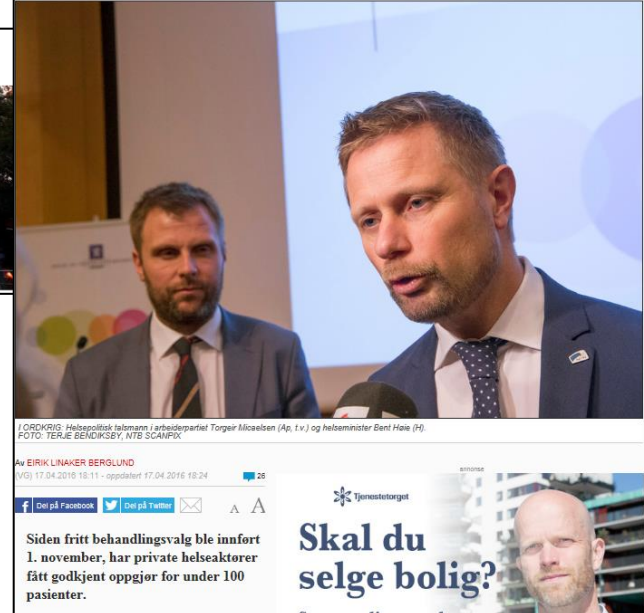 I ORDKRIG: Helsepolitisk talsmann i arbeiderpartiet Torgeir Micaelsen (Ap, t.v.) og helseminister Bent Høie (H).
FOTO: TERJE BENDIKSBY, NTB SCANPIX
Av EIRIK LINAKER BERGLUND
(VG) 17.04.2016 18:11 - oppdatert 17.04.2016 18:24
26
Del på Facebook
Del på Twitter
A A
Siden fritt behandlingsvalg ble innført
1. november, har private helseaktører
fått godkjent oppgjør for under 100
pasienter.
annonse
Tjenestetorget
Skal du
selge bolig?